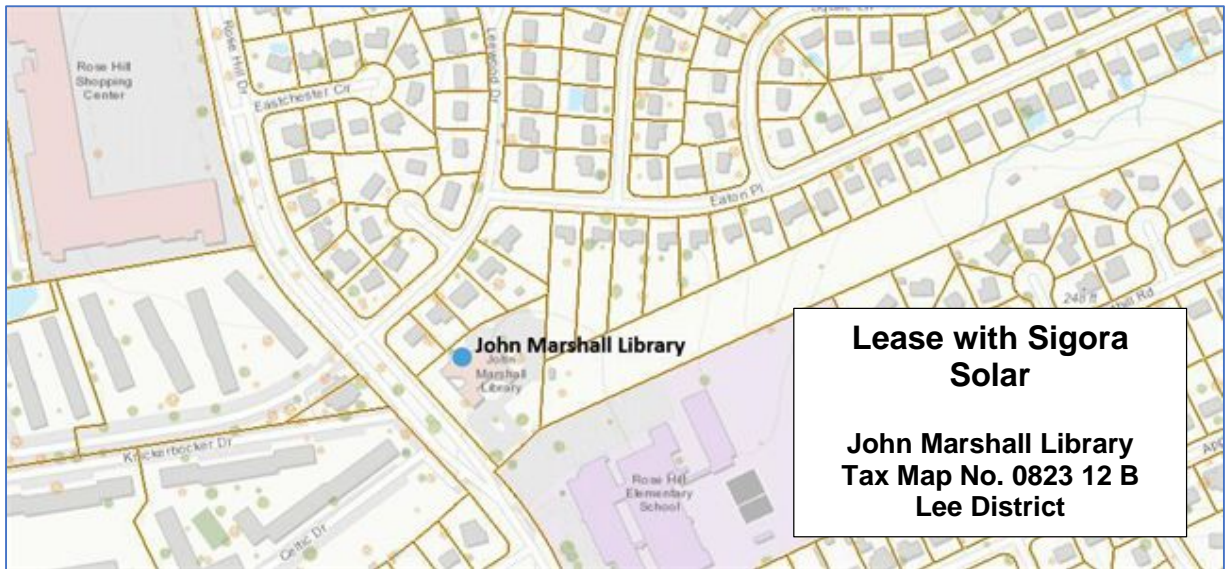 Rose Hill
Shopping
Center
Rose Hill Dr
Eastchester Cir
Leewood Dr
Eaton Pl
John Marshall Library
John
Marshall
Library
248 ft
Knickerbocker Dr
Celtic Dr
Rose Hill
Elementary
School
Lease with Sigora
Solar
John Marshall Library
Tax Map No. 0823 12 B
Lee District